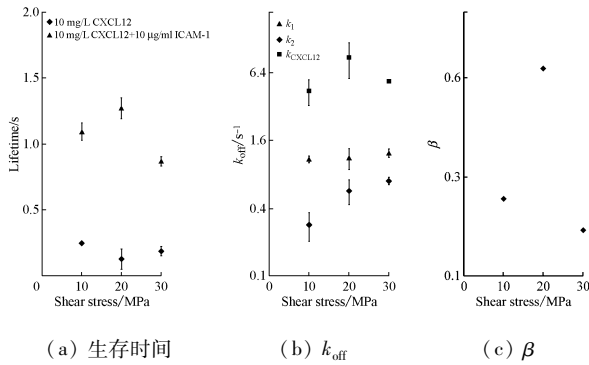 2.0
1.5
1.0
0.5
0
10
20
30
Lifetime/s
Shear stress/MPa
10 mg/L CXCL12
10 mg/L CXCL12+10 μg/ml ICAM-1
(a) 生存时间
6.4
1.6
0.4
0.1
0
10
20
30
k_off/s⁻¹
Shear stress/MPa
k₁
k₂
k_CXCL12
(b) k_off
0.6
0.3
0.1
0
10
20
30
β
Shear stress/MPa
(c) β